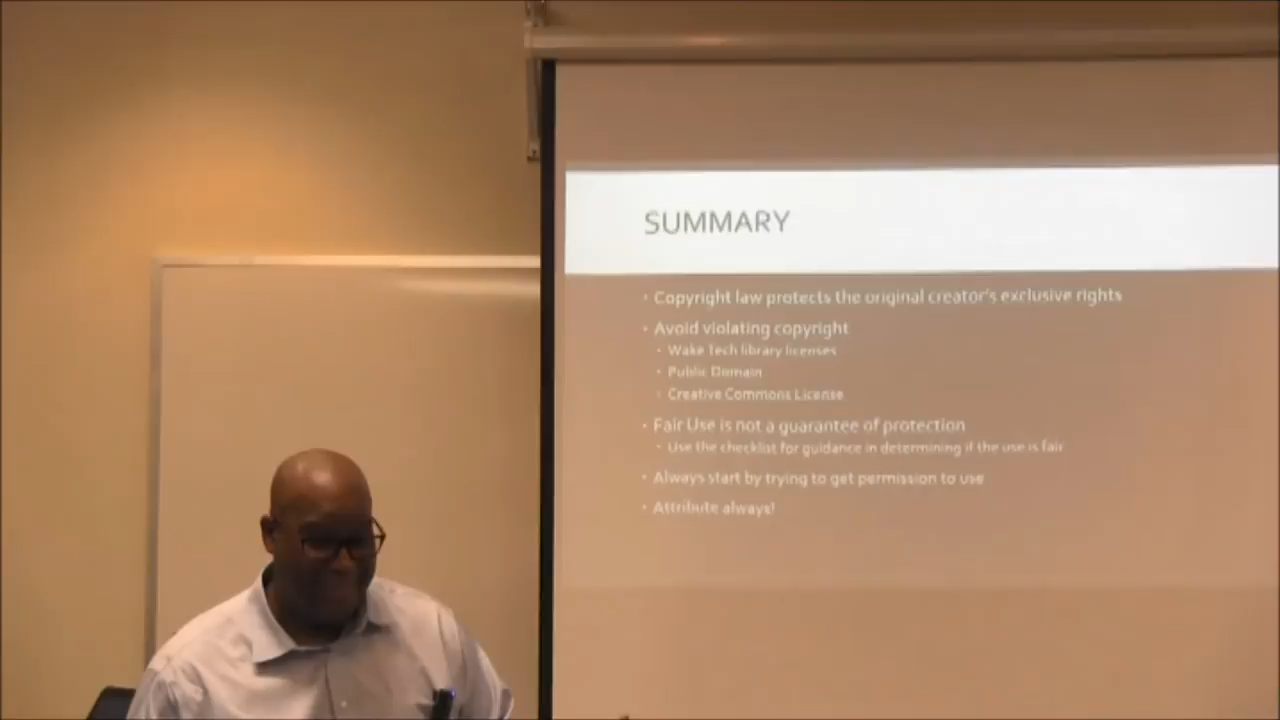 SUMMARY
• Copyright law protects the original creator's exclusive rights
• Avoid violating copyright
• Wake Tech library licenses
• Public Domain
• Creative Commons License
• Fair Use is not a guarantee of protection
• Use the checklist for guidance in determining if the use is fair
• Always start by trying to get permission to use
• Attribute always!